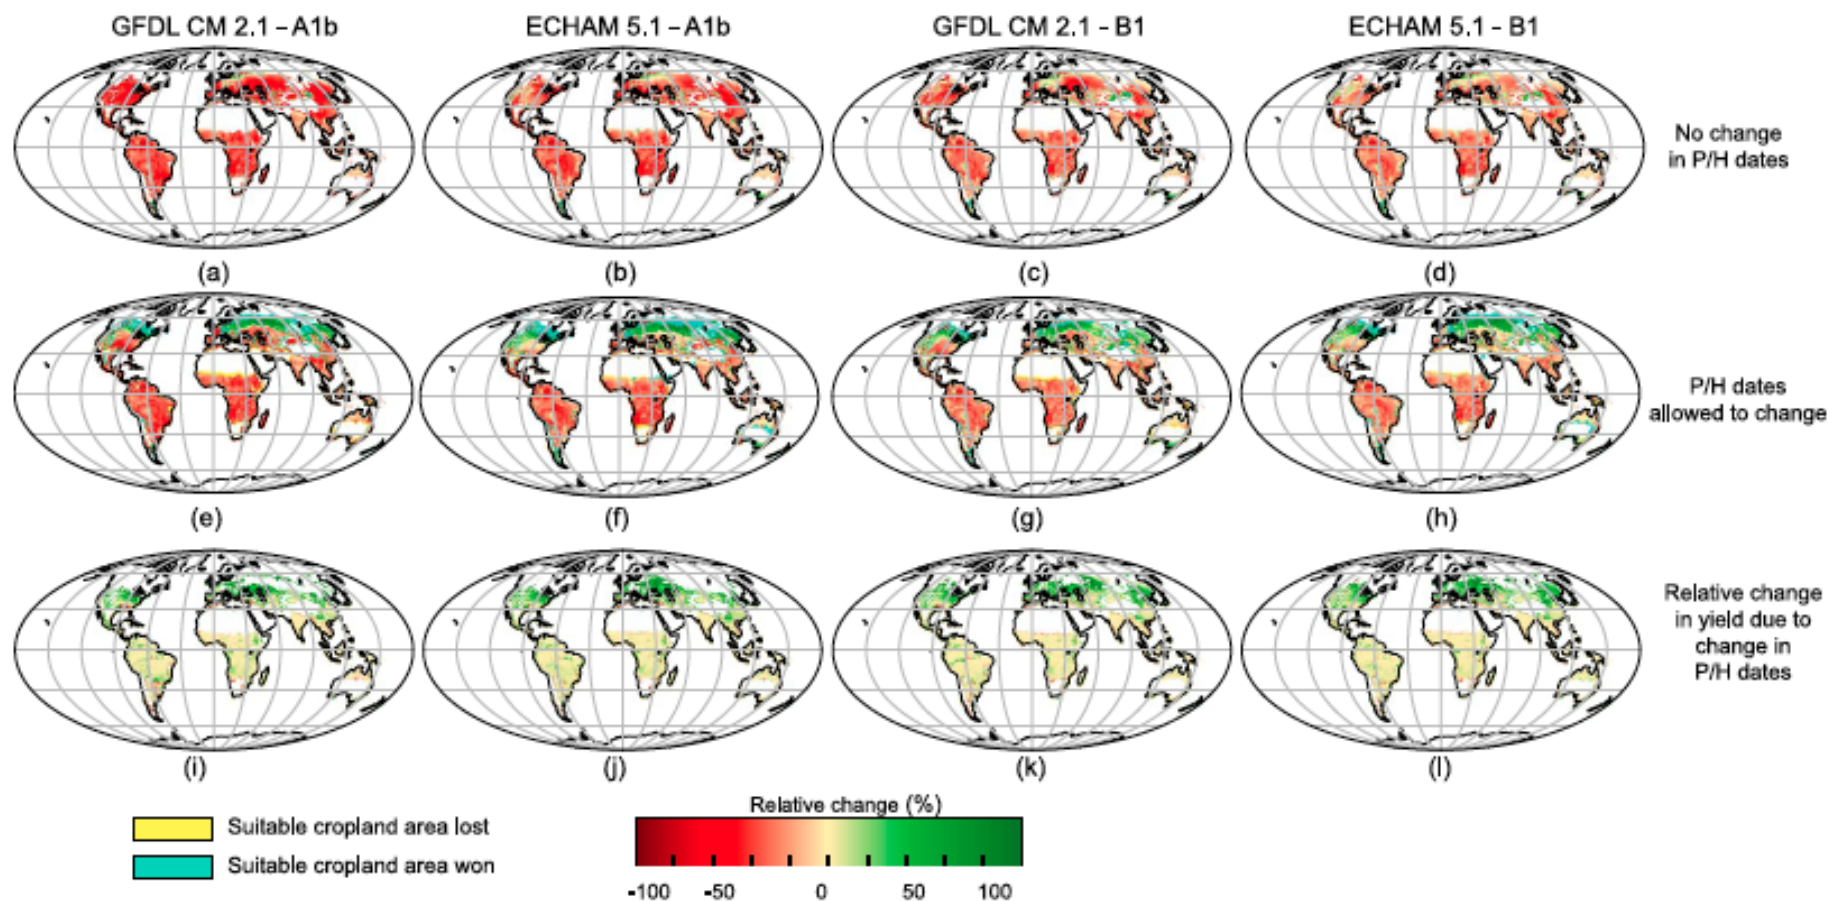 GFDL CM 2.1 – A1b
ECHAM 5.1 – A1b
GFDL CM 2.1 – B1
ECHAM 5.1 – B1
No change
in P/H dates
(a)
(b)
(c)
(d)
P/H dates
allowed to change
(e)
(f)
(g)
(h)
Relative change
in yield due to
change in
P/H dates
(i)
(j)
(k)
(l)
Suitable cropland area lost
Suitable cropland area won
Relative change (%)
-100 -50 0 50 100